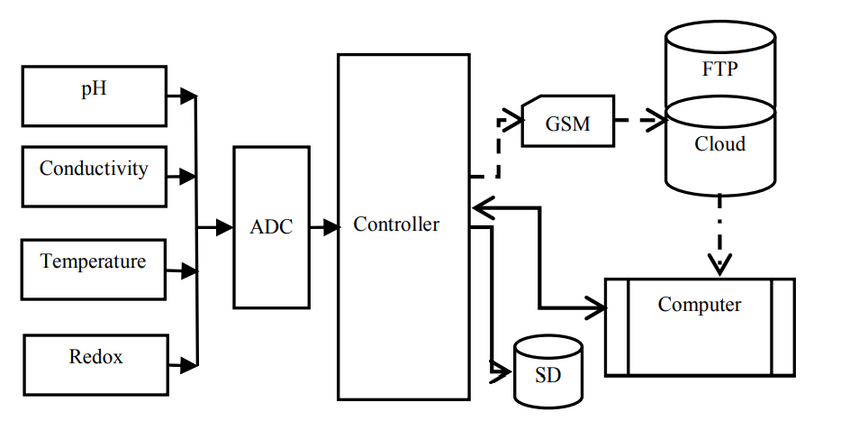 pH
Conductivity
Temperature
Redox
ADC
Controller
GSM
FTP
Cloud
Computer
SD